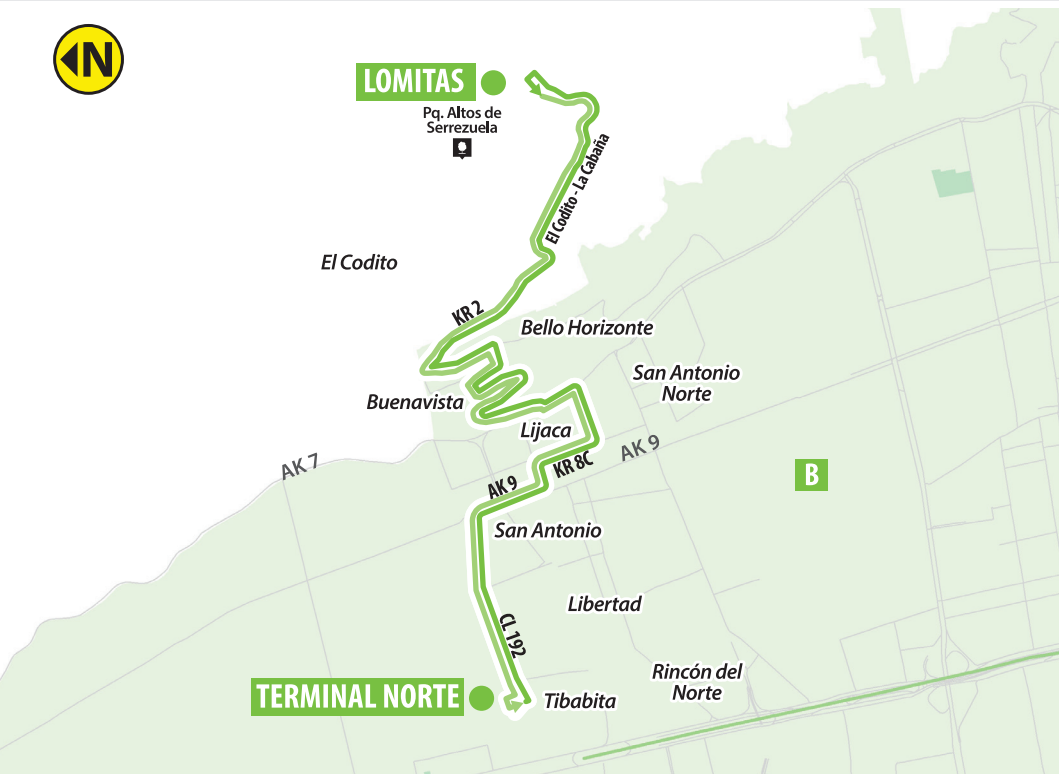 N
LOMITAS
Pq. Altos de
Serrezuela
El Codito - La Cabaña
El Codito
KR 2
Bello Horizonte
San Antonio
Norte
Buenavista
Lijaca
AK 7
AK 9
KR 8C
AK 9
B
San Antonio
Libertad
CL 192
Rincón del
Norte
TERMINAL NORTE
Tibabita